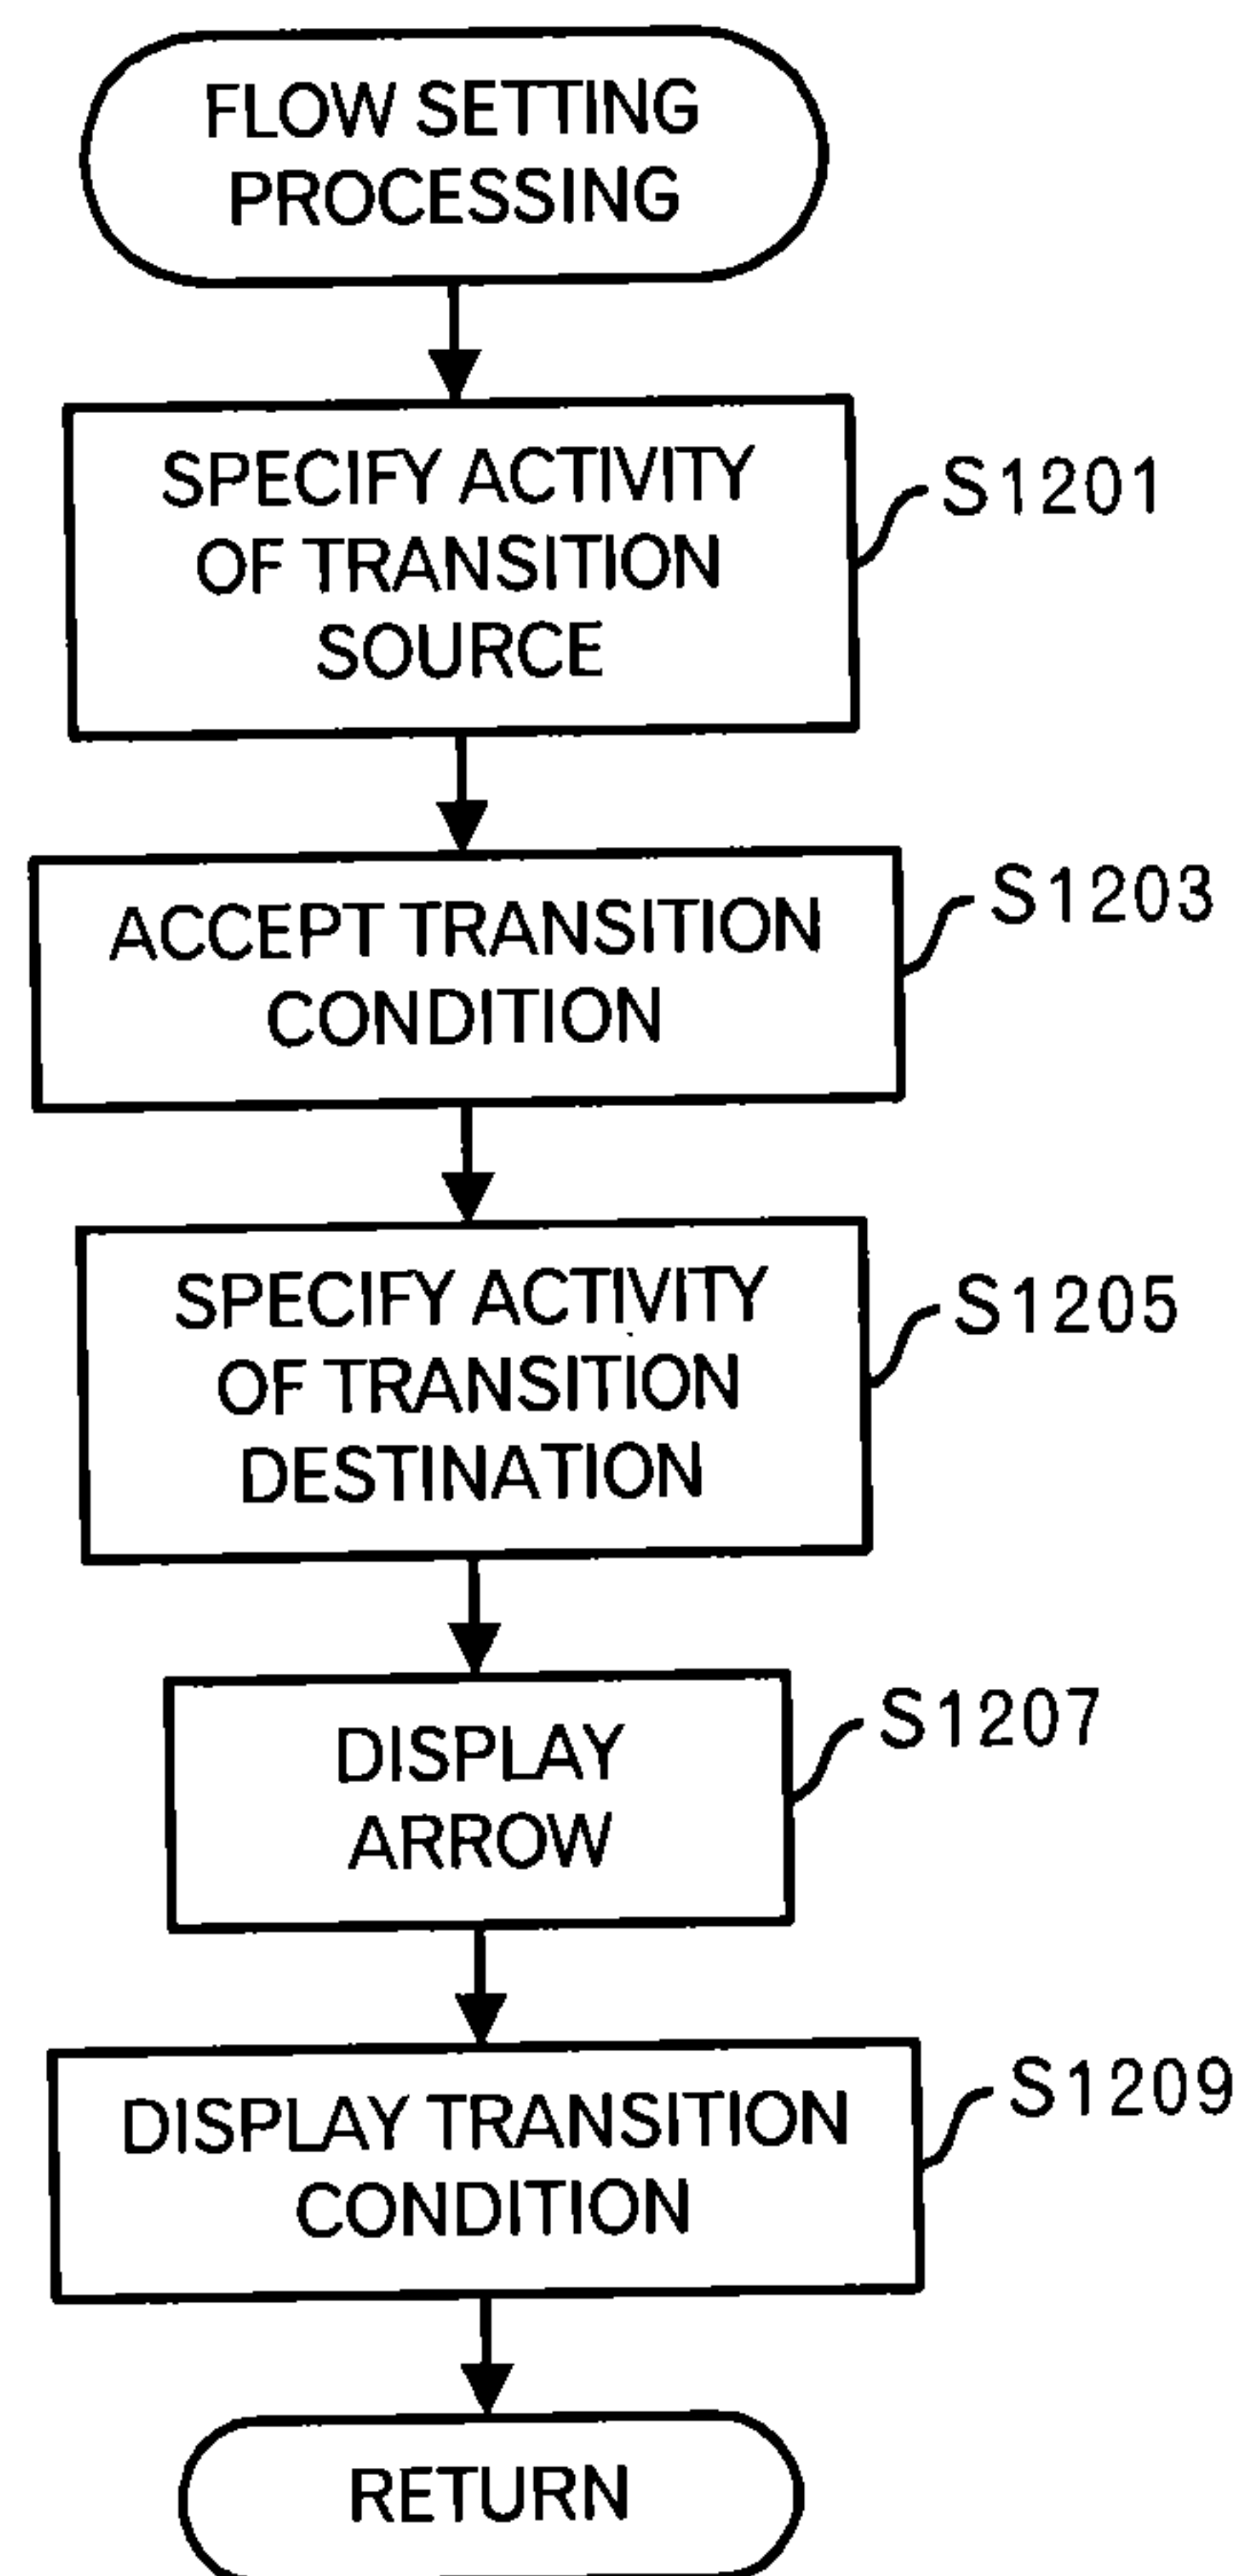 FLOW SETTING
PROCESSING
SPECIFY ACTIVITY
OF TRANSITION
SOURCE
S1201
ACCEPT TRANSITION
CONDITION
S1203
SPECIFY ACTIVITY
OF TRANSITION
DESTINATION
S1205
DISPLAY
ARROW
S1207
DISPLAY TRANSITION
CONDITION
S1209
RETURN